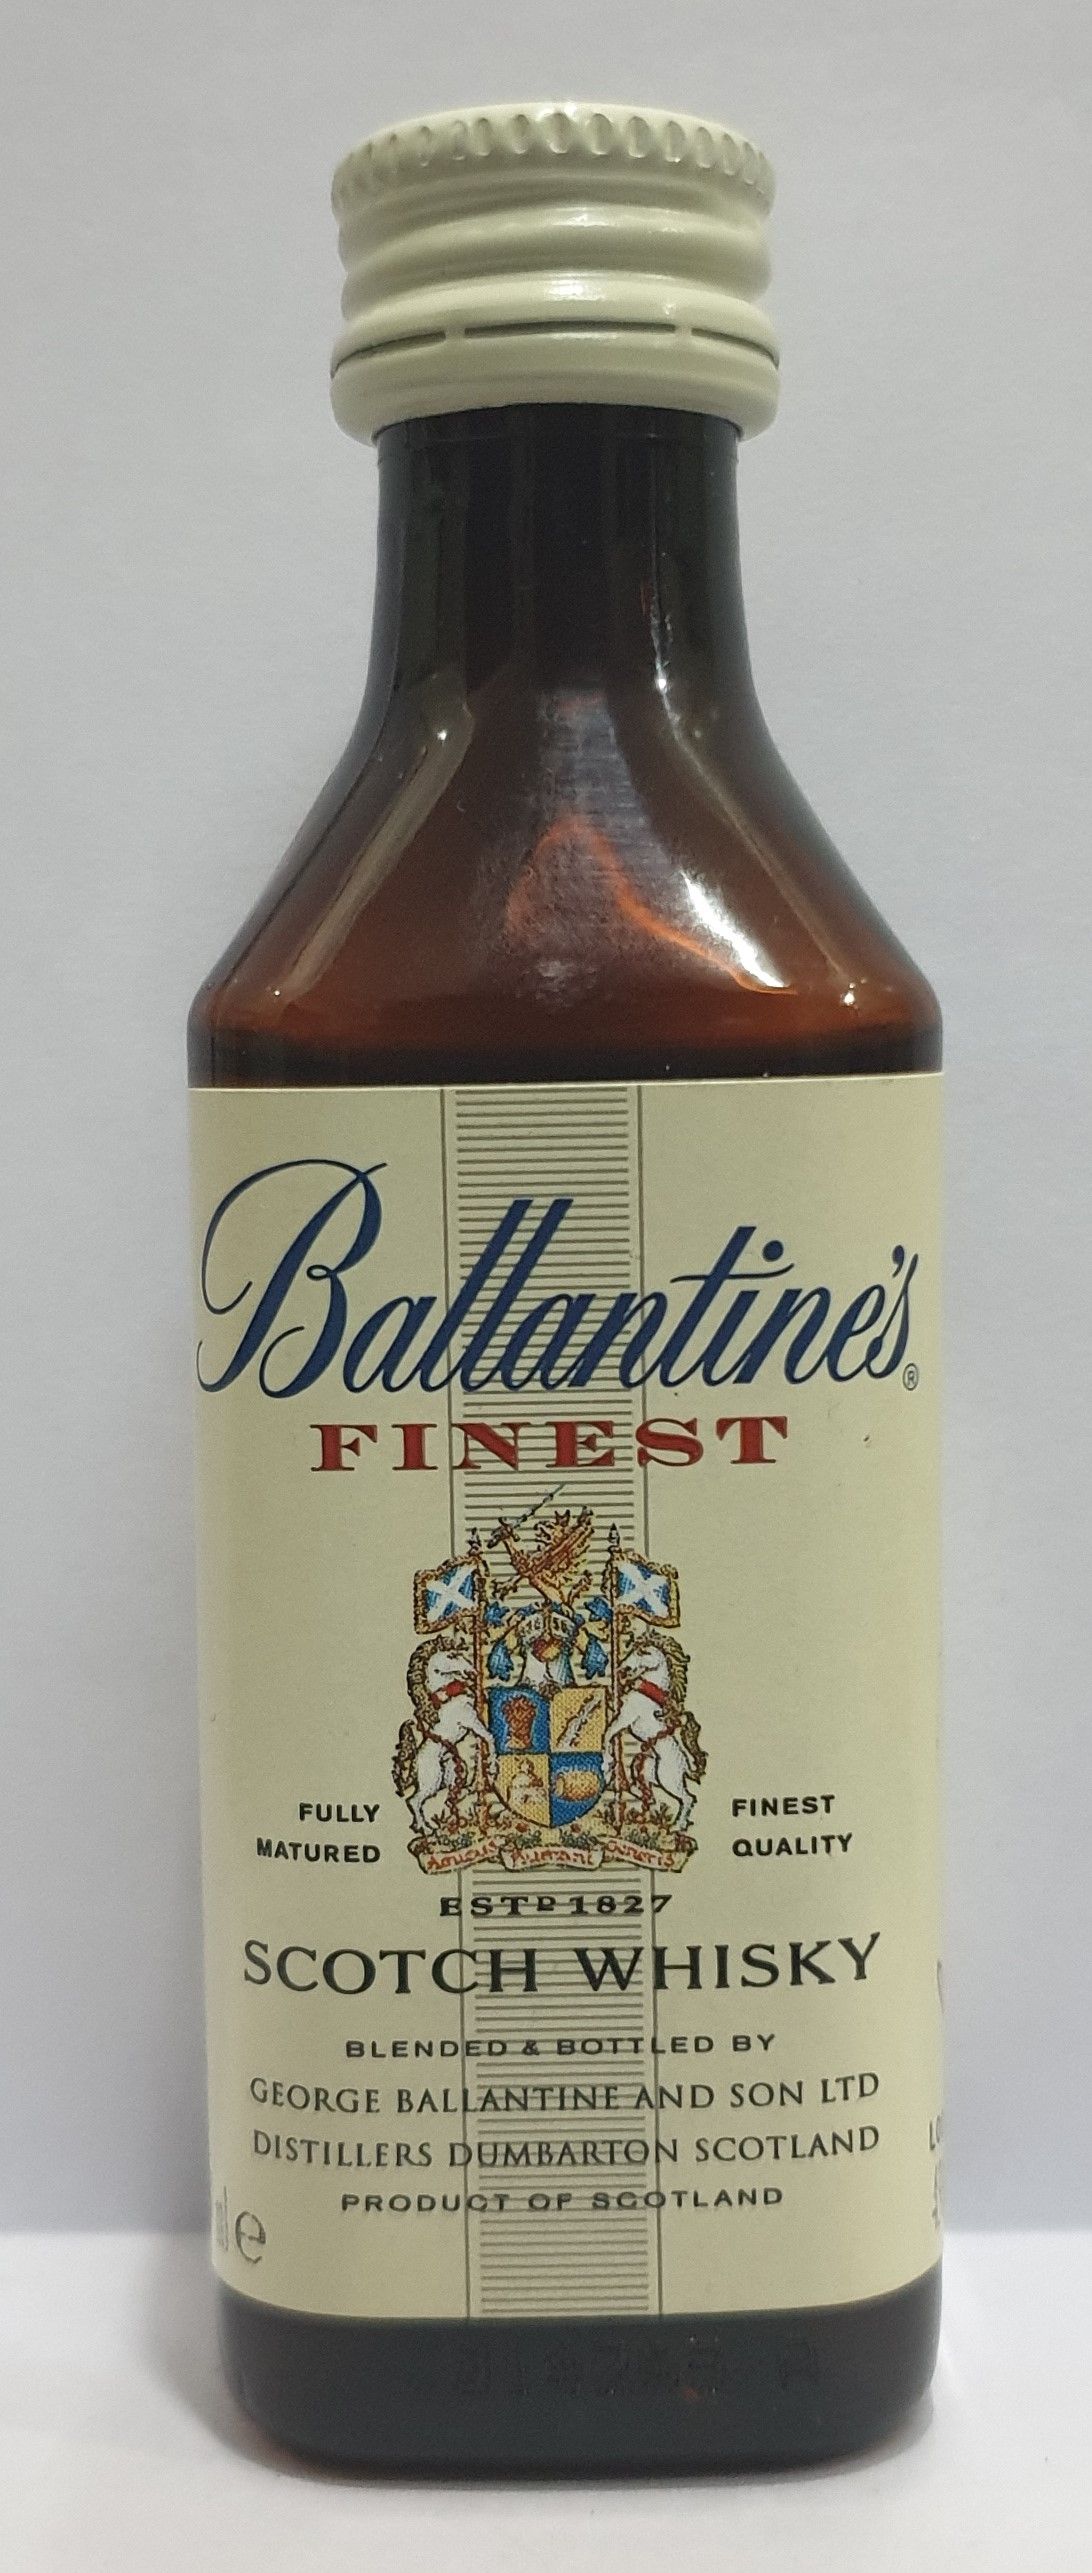 Ballantine's®
FINEST
FULLY
MATURED
FINEST
QUALITY
ESTD 1827
SCOTCH WHISKY
BLENDED & BOTTLED BY
GEORGE BALLANTINE AND SON LTD
DISTILLERS DUMBARTON SCOTLAND
PRODUCT OF SCOTLAND
e